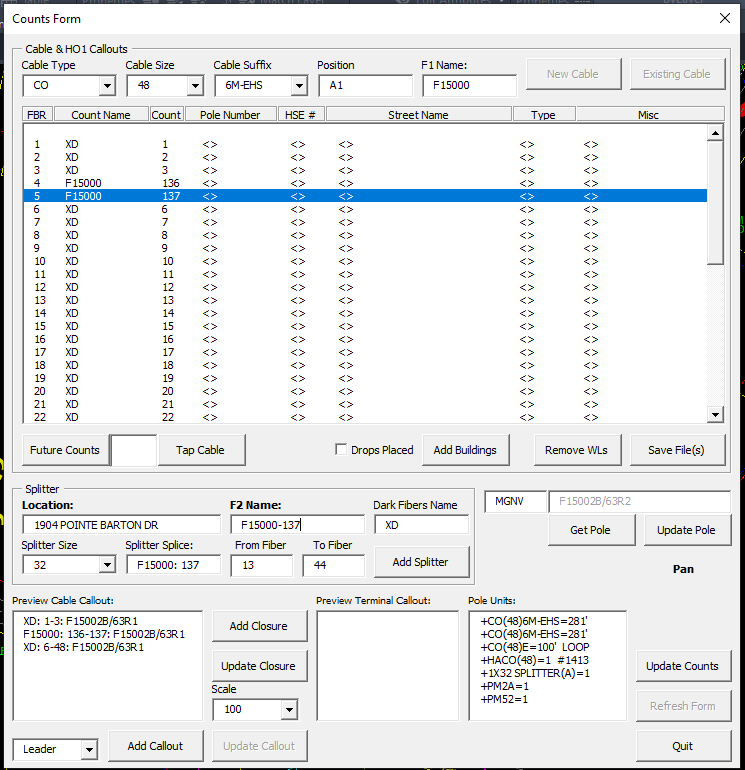 Counts Form
Cable & HO1 Callouts
Cable Type Cable Size Cable Suffix Position F1 Name:
CO 48 6M-EHS A1 F15000 New Cable Existing Cable
FBR Count Name Count Pole Number HSE # Street Name Type Misc
1 XD 1 <> <> <> <> <>
2 XD 2 <> <> <> <> <>
3 XD 3 <> <> <> <> <>
4 F15000 136 <> <> <> <> <>
5 F15000 137 <> <> <> <> <>
6 XD 6 <> <> <> <> <>
7 XD 7 <> <> <> <> <>
8 XD 8 <> <> <> <> <>
9 XD 9 <> <> <> <> <>
10 XD 10 <> <> <> <> <>
11 XD 11 <> <> <> <> <>
12 XD 12 <> <> <> <> <>
13 XD 13 <> <> <> <> <>
14 XD 14 <> <> <> <> <>
15 XD 15 <> <> <> <> <>
16 XD 16 <> <> <> <> <>
17 XD 17 <> <> <> <> <>
18 XD 18 <> <> <> <> <>
19 XD 19 <> <> <> <> <>
20 XD 20 <> <> <> <> <>
21 XD 21 <> <> <> <> <>
22 XD 22 <> <> <> <> <>
Future Counts Tap Cable Drops Placed Add Buildings Remove WLs Save File(s)
Splitter
Location: F2 Name: Dark Fibers Name
1904 POINTE BARTON DR F15000-137 XD
Splitter Size Splitter Splice: From Fiber To Fiber
32 F15000: 137 13 44 Add Splitter
MGNV F15002B/63R2
Get Pole Update Pole
Pan
Preview Cable Callout:
XD: 1-3: F15002B/63R1
F15000: 136-137: F15002B/63R1
XD: 6-48: F15002B/63R1
Add Closure
Update Closure
Scale
100
Preview Terminal Callout:
Pole Units:
+CO(48)6M-EHS=281'
+CO(48)6M-EHS=281'
+CO(48)E=100' LOOP
+HACO(48)=1 #1413
+1X32 SPLITTER(A)=1
+PM2A=1
+PM52=1
Update Counts
Refresh Form
Leader Add Callout Update Callout Quit